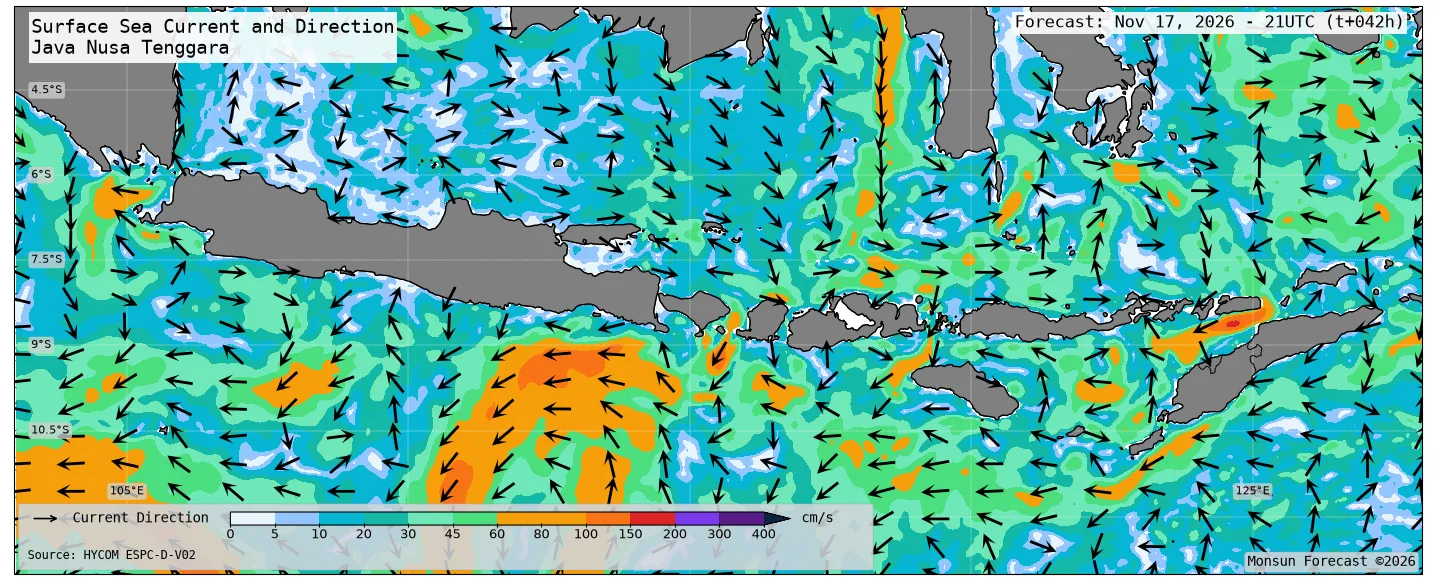 Surface Sea Current and Direction
Java Nusa Tenggara
Forecast: Nov 17, 2026 - 21UTC (t+042h)
4.5°S
6°S
7.5°S
9°S
10.5°S
105°E
125°E
Current Direction
0 5 10 20 30 45 60 80 100 150 200 300 400 cm/s
Source: HYCOM ESPC-D-V02
Monsun Forecast ©2026